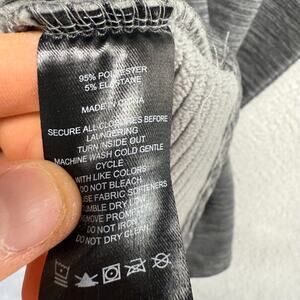 95% POLYESTER
5% ELASTANE
MADE IN CHINA
SECURE ALL CLOSURES BEFORE
LAUNDERING
TURN INSIDE OUT
MACHINE WASH COLD GENTLE
CYCLE
WITH LIKE COLORS
DO NOT BLEACH
USE FABRIC SOFTENERS
TUMBLE DRY LOW
REMOVE
DO NOT IRON
DO NOT DRY CLEAN